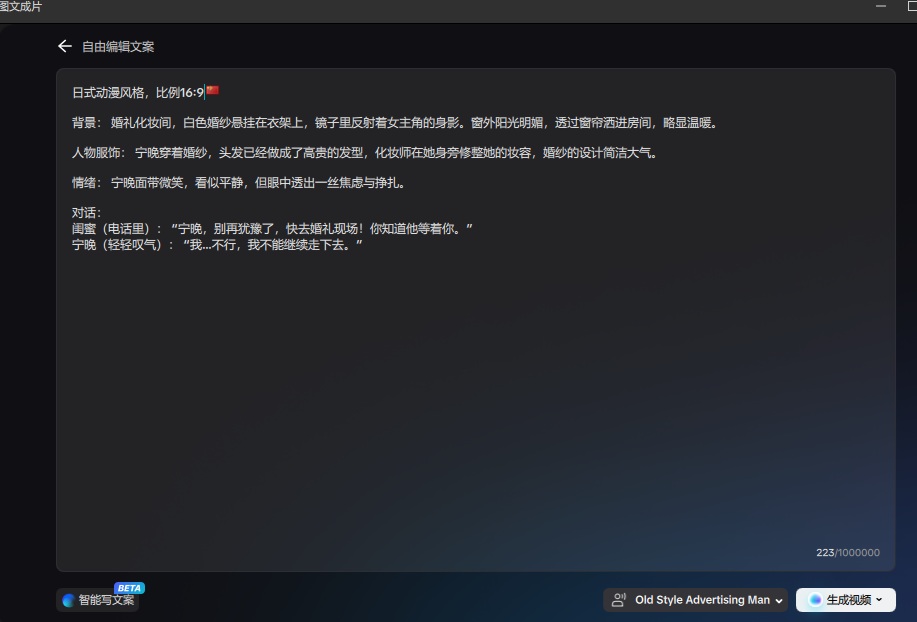 图文成片
自由编辑文案
日式动漫风格，比例16:9
背景： 婚礼化妆间，白色婚纱悬挂在衣架上，镜子里反射着女主角的身影。窗外阳光明媚，透过窗帘洒进房间，略显温暖。
人物服饰： 宁晚穿着婚纱，头发已经做成了高贵的发型，化妆师在她身旁修整她的妆容，婚纱的设计简洁大气。
情绪： 宁晚面带微笑，看似平静，但眼中透出一丝焦虑与挣扎。
对话：
闺蜜（电话里）：“宁晚，别再犹豫了，快去婚礼现场！你知道他等着你。”
宁晚（轻轻叹气）：“我...不行，我不能继续走下去。”
223/1000000
BETA
智能写文案
Old Style Advertising Man
生成视频